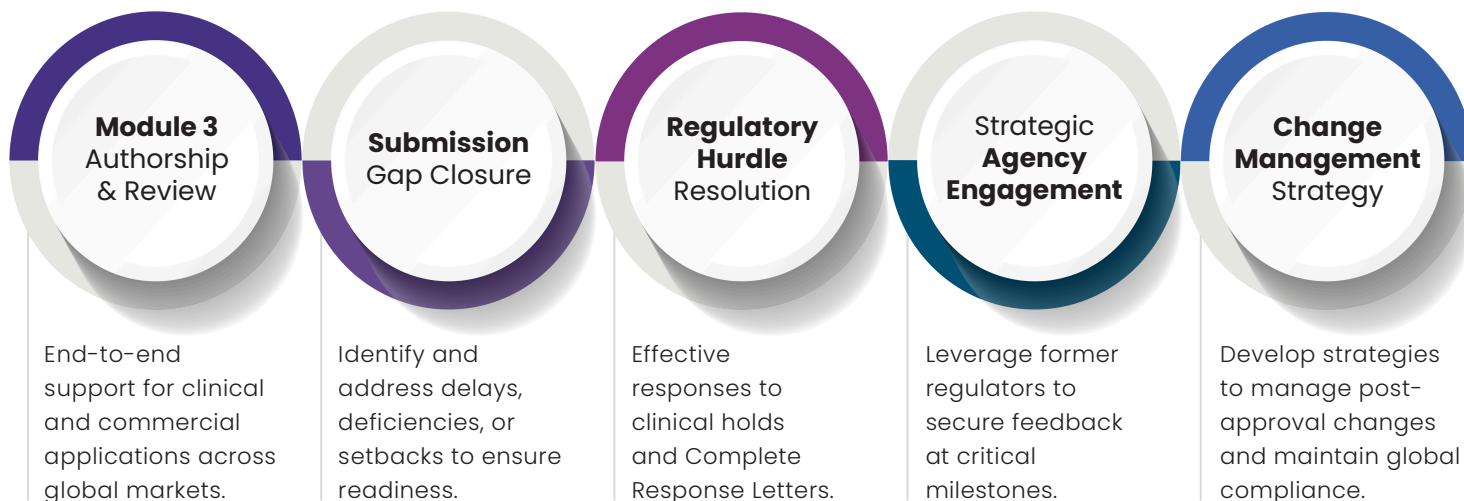 Module 3
Authorship
& Review
Submission
Gap Closure
Regulatory
Hurdle
Resolution
Strategic
Agency
Engagement
Change
Management
Strategy
End-to-end
support for clinical
and commercial
applications across
global markets.
Identify and
address delays,
deficiencies, or
setbacks to ensure
readiness.
Effective
responses to
clinical holds
and Complete
Response Letters.
Leverage former
regulators to
secure feedback
at critical
milestones.
Develop strategies
to manage post-
approval changes
and maintain global
compliance.